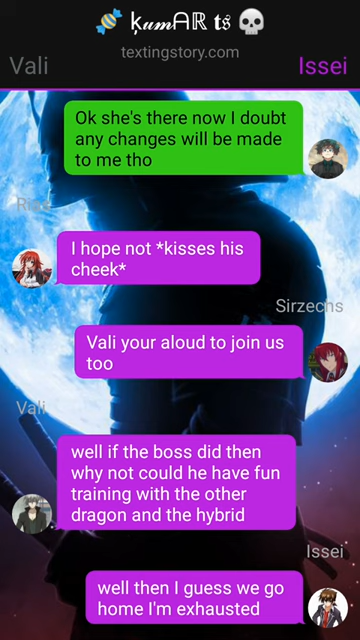 🍬 ķ𝓊𝓂ᗩℝ 𝖙𝔰 💀
textingstory.com
Vali
Issei
Ok she's there now I doubt
any changes will be made
to me tho
Rias
I hope not *kisses his
cheek*
Sirzechs
Vali your aloud to join us
too
Vali
well if the boss did then
why not could he have fun
training with the other
dragon and the hybrid
Issei
well then I guess we go
home I'm exhausted